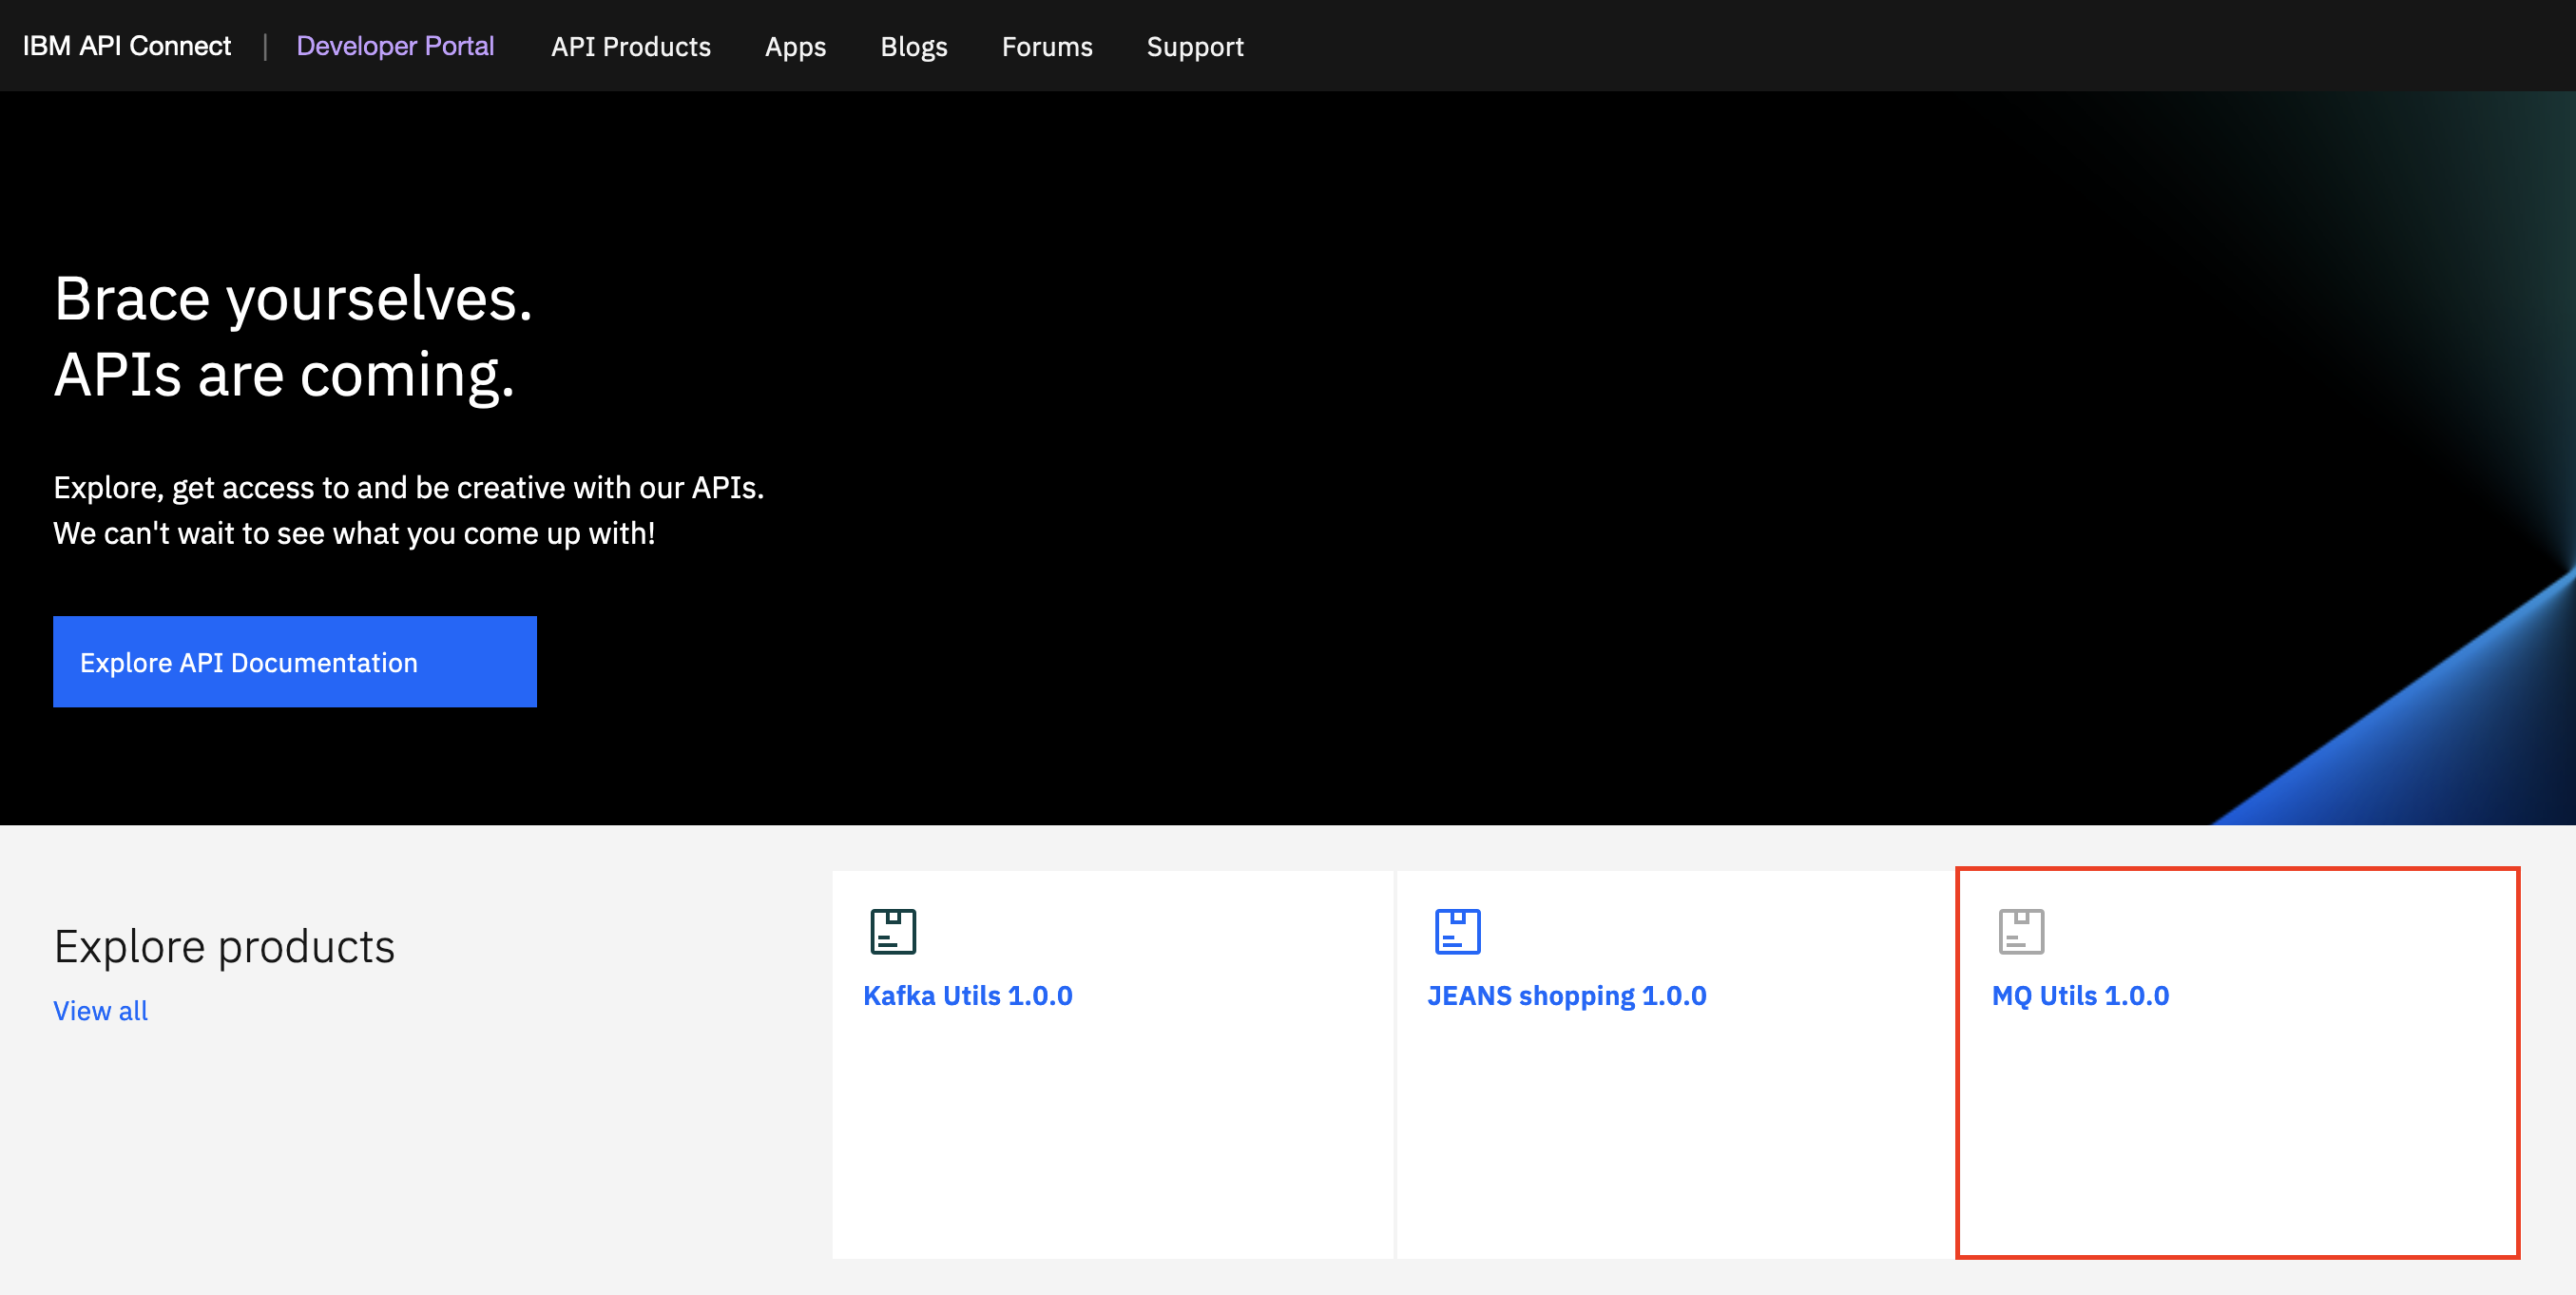 IBM API Connect | Developer Portal API Products Apps Blogs Forums Support
Brace yourselves.
APIs are coming.
Explore, get access to and be creative with our APIs.
We can't wait to see what you come up with!
Explore API Documentation
Explore products
View all
Kafka Utils 1.0.0
JEANS shopping 1.0.0
MQ Utils 1.0.0